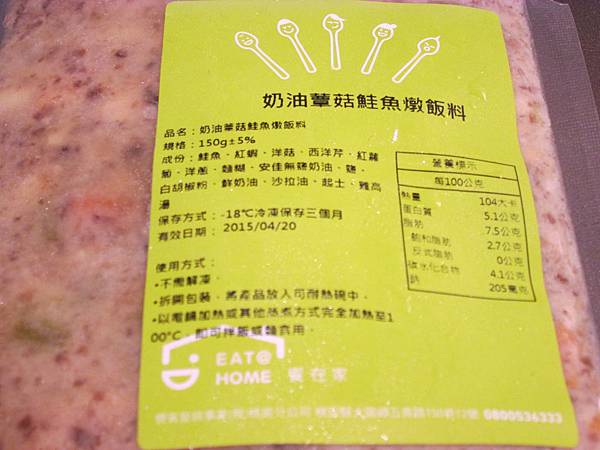 奶油蕈菇鮭魚燉飯料
品名：奶油蕈菇鮭魚燉飯料
規格：150g±5%
成份：鮭魚、紅蝦、洋菇、西洋芹、紅蘿
蔔、洋蔥、麵糊、安佳無鹽奶油、鹽、
白胡椒粉、鮮奶油、沙拉油、起士、雞高
湯
保存方式：-18℃冷凍保存三個月
有效日期： 2015/04/20
使用方式：
•不需解凍。
•拆開包裝，將產品放入可耐熱碗中。
•以電鍋加熱或其他蒸煮方式完全加熱至1
00°C，即可拌飯或麵食用。
營養標示
每100公克
熱量 104大卡
蛋白質 5.1公克
脂肪 7.5公克
飽和脂肪 2.7公克
反式脂肪 0公克
碳水化合物 4.1公克
鈉 205毫克
EAT@
HOME 餐在家
0800536333